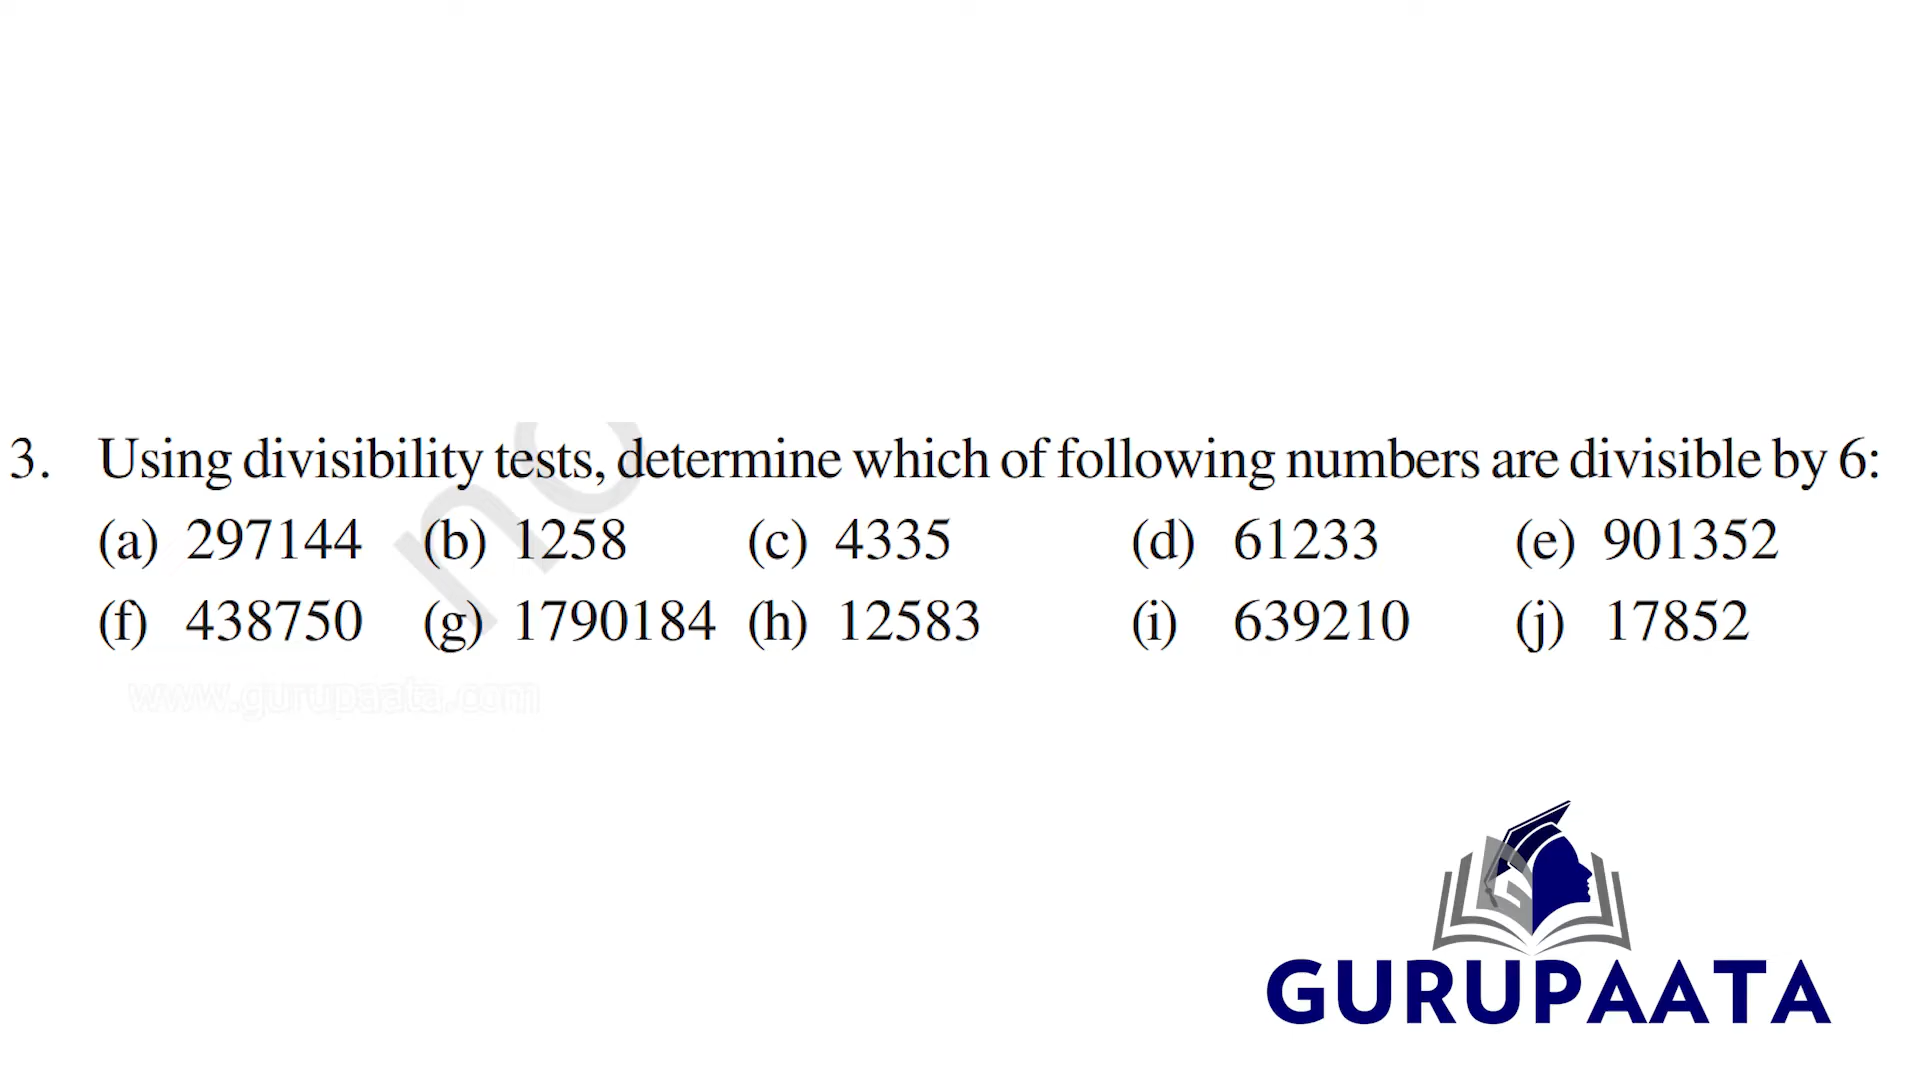 3. Using divisibility tests, determine which of following numbers are divisible by 6:
(a) 297144 (b) 1258 (c) 4335 (d) 61233 (e) 901352
(f) 438750 (g) 1790184 (h) 12583 (i) 639210 (j) 17852
www.gurupaata.com
GURUPAATA